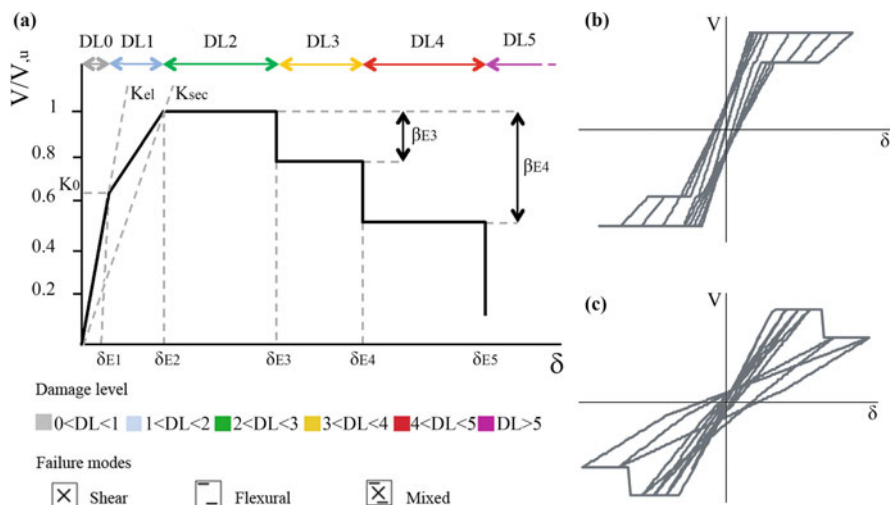 (a)
DL0 DL1 DL2 DL3 DL4 DL5
V/V,u
Kel Ksec
1
βE3
βE4
0.8
K0
0.6
0.4
0.2
δE1 δE2 δE3 δE4 δE5 δ
Damage level
0<DL<1 1<DL<2 2<DL<3 3<DL<4 4<DL<5 DL>5
Failure modes
Shear Flexural Mixed
(b)
V
δ
(c)
V
δ